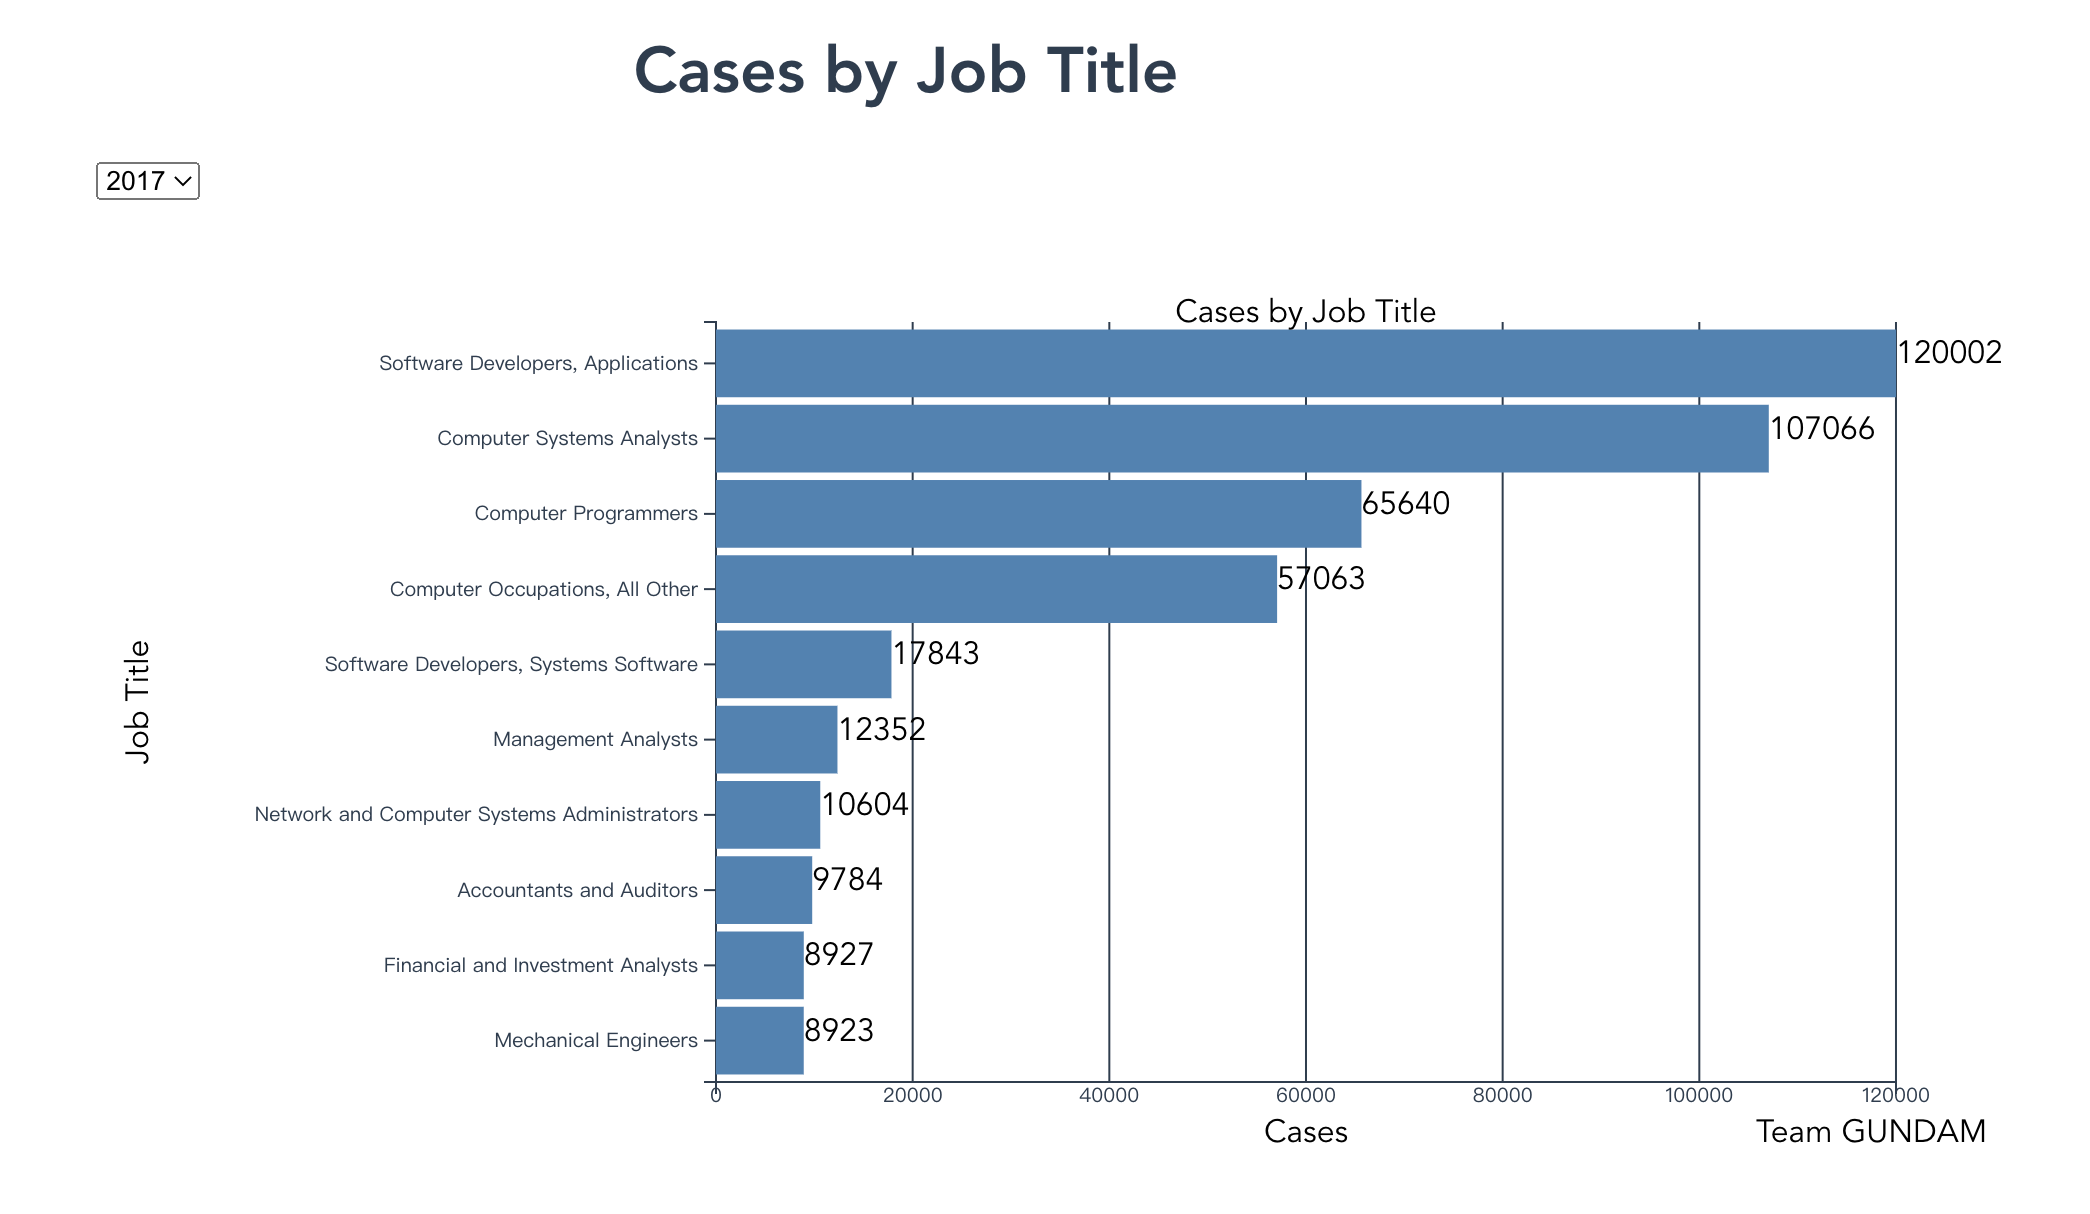 Cases by Job Title
2017
Cases by Job Title
Software Developers, Applications 120002
Computer Systems Analysts 107066
Computer Programmers 65640
Computer Occupations, All Other 57063
Software Developers, Systems Software 17843
Management Analysts 12352
Network and Computer Systems Administrators 10604
Accountants and Auditors 9784
Financial and Investment Analysts 8927
Mechanical Engineers 8923
Job Title
0 20000 40000 60000 80000 100000 120000
Cases
Team GUNDAM